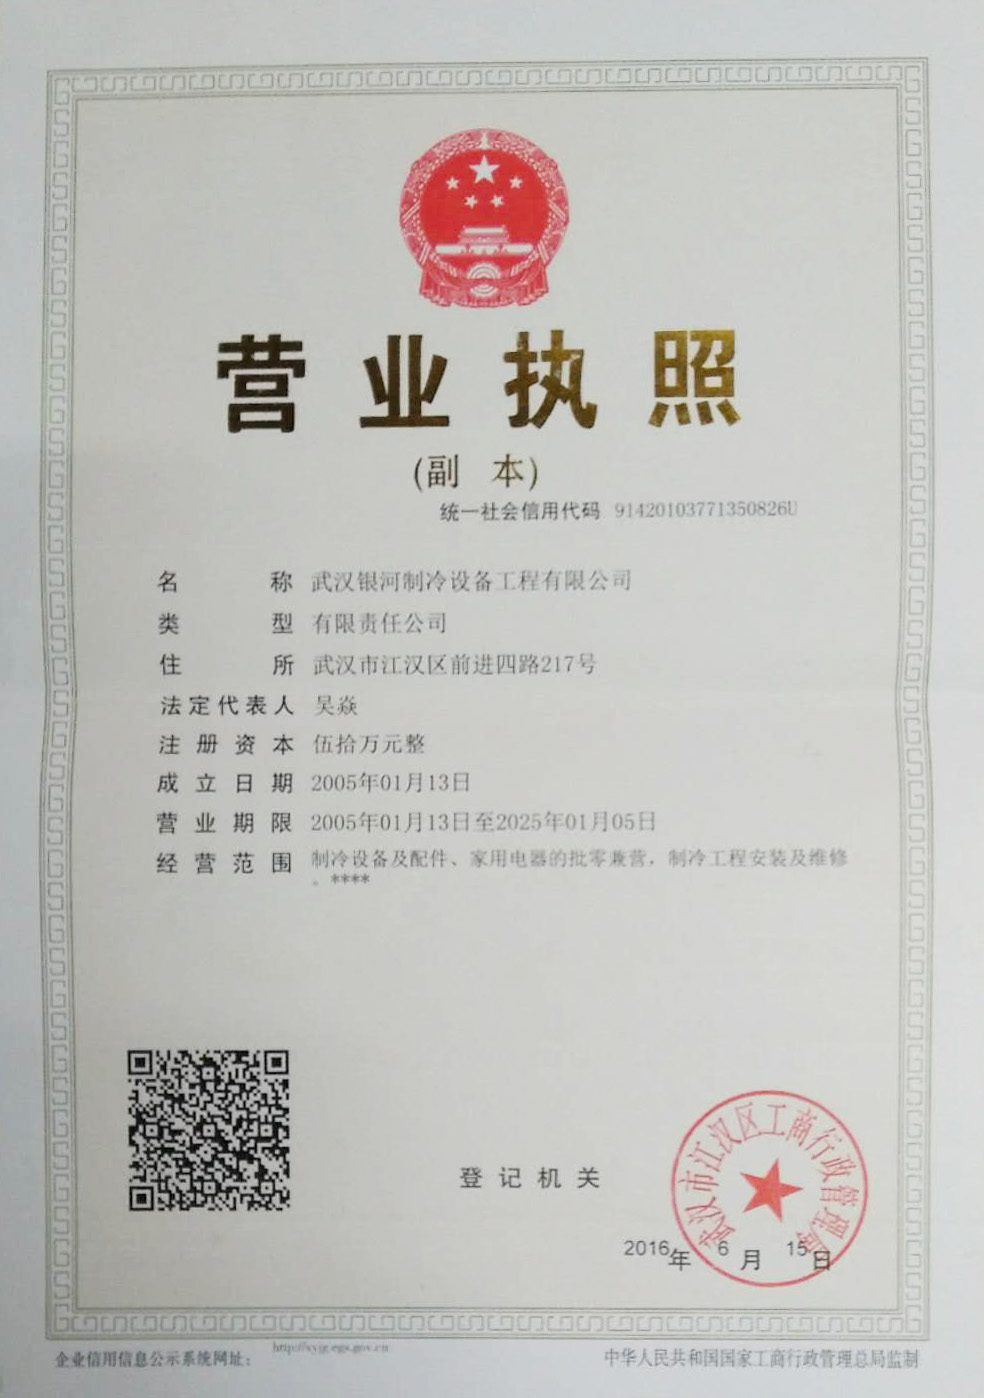 营业执照
(副 本)
统一社会信用代码 91420103771350826U
名称 武汉银河制冷设备工程有限公司
类型 有限责任公司
住所 武汉市江汉区前进四路217号
法定代表人 吴焱
注册资本 伍拾万元整
成立日期 2005年01月13日
营业期限 2005年01月13日至2025年01月05日
经营范围 制冷设备及配件、家用电器的批零兼营，制冷工程安装及维修
。****
武汉市江汉区工商行政管理局
登记机关
2016年 6月 15日
企业信用信息公示系统网址：
http://xyjg.egs.gov.cn
中华人民共和国国家工商行政管理总局监制